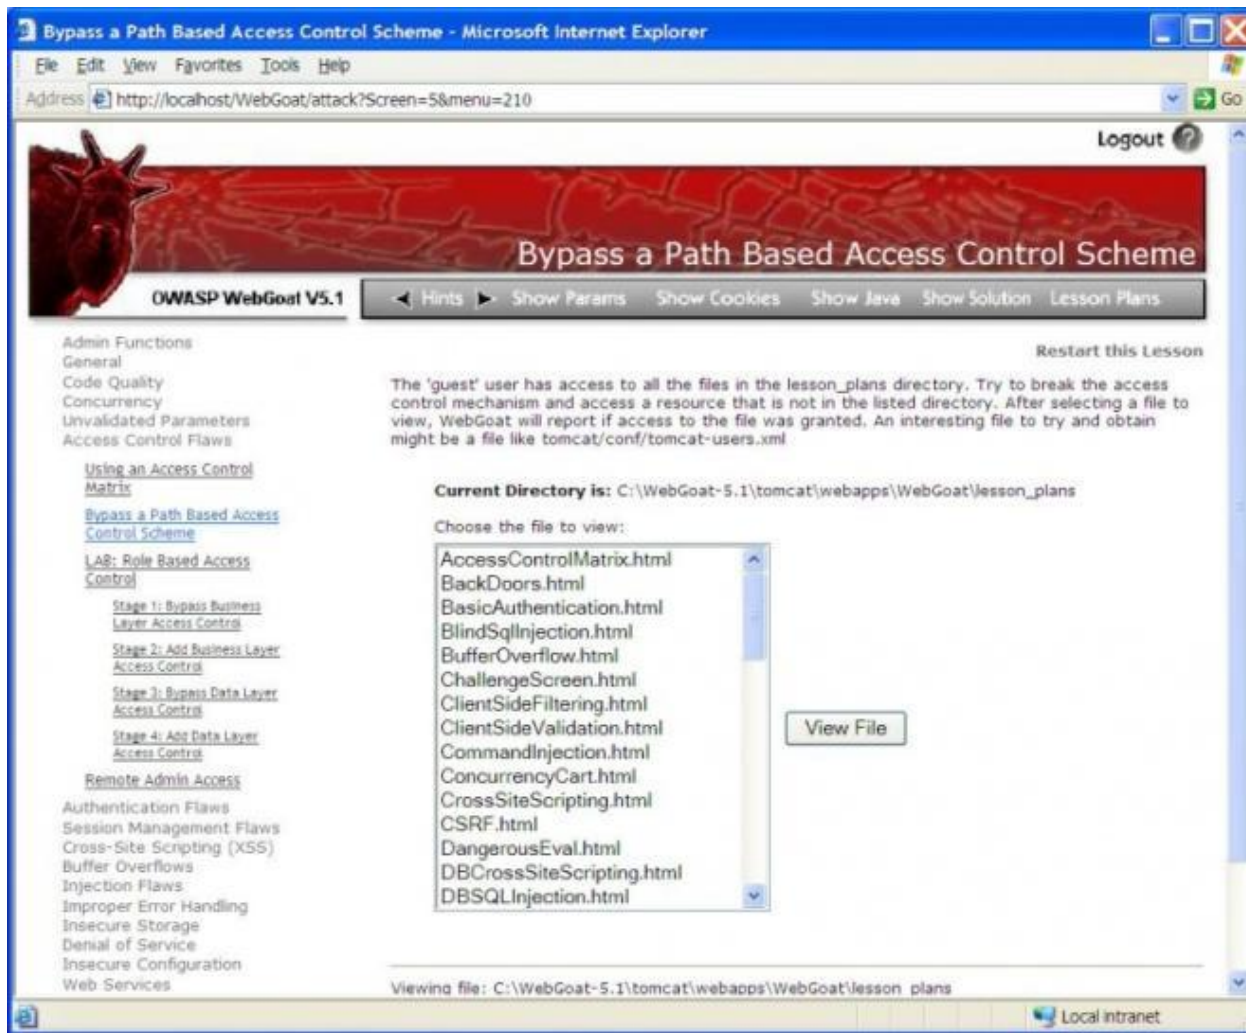 Bypass a Path Based Access Control Scheme - Microsoft Internet Explorer
File Edit View Favorites Tools Help
Address http://localhost/WebGoat/attack?Screen=5&menu=210 Go
Logout ?
Bypass a Path Based Access Control Scheme
OWASP WebGoat V5.1
Hints Show Params Show Cookies Show Java Show Solution Lesson Plans
Admin Functions
General
Code Quality
Concurrency
Unvalidated Parameters
Access Control Flaws
Using an Access Control
Matrix
Bypass a Path Based Access
Control Scheme
LAB: Role Based Access
Control
Stage 1: Bypass Business
Layer Access Control
Stage 2: Add Business Layer
Access Control
Stage 3: Bypass Data Layer
Access Control
Stage 4: Add Data Layer
Access Control
Remote Admin Access
Authentication Flaws
Session Management Flaws
Cross-Site Scripting (XSS)
Buffer Overflows
Injection Flaws
Improper Error Handling
Insecure Storage
Denial of Service
Insecure Configuration
Web Services
Restart this Lesson
The 'guest' user has access to all the files in the lesson_plans directory. Try to break the access
control mechanism and access a resource that is not in the listed directory. After selecting a file to
view, WebGoat will report if access to the file was granted. An interesting file to try and obtain
might be a file like tomcat/conf/tomcat-users.xml
Current Directory is: C:\WebGoat-5.1\tomcat\webapps\WebGoat\lesson_plans
Choose the file to view:
AccessControlMatrix.html
BackDoors.html
BasicAuthentication.html
BlindSqlInjection.html
BufferOverflow.html
ChallengeScreen.html
ClientSideFiltering.html
ClientSideValidation.html
CommandInjection.html
ConcurrencyCart.html
CrossSiteScripting.html
CSRF.html
DangerousEval.html
DBCrossSiteScripting.html
DBSQLInjection.html
View File
Viewing file: C:\WebGoat-5.1\tomcat\webapps\WebGoat\lesson_plans
Local intranet